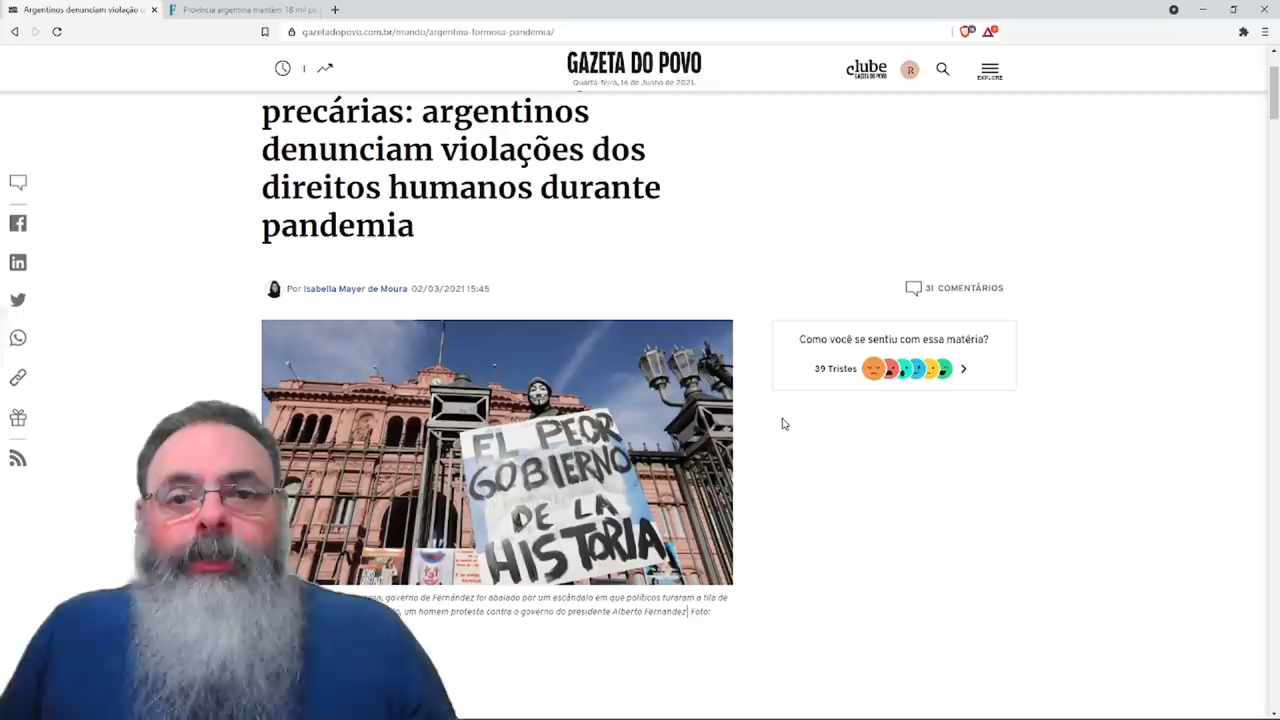 Argentinos denunciam violação c
Província argentina mantém 18 mil pe
gazetadopovo.com.br/mundo/argentina-formosa-pandemia/
GAZETA DO POVO
Quarta-feira, 16 de Junho de 2021.
clube
GAZETA DO POVO
R
EXPLORE
precárias: argentinos
denunciam violações dos
direitos humanos durante
pandemia
Por Isabella Mayer de Moura 02/03/2021 15:45
31 COMENTÁRIOS
Como você se sentiu com essa matéria?
39 Tristes
EL PEOR
GOBIERNO
DE LA
HISTORIA
governo de Fernández foi abalado por um escândalo em que políticos furaram a fila de
um homem protesta contra o governo do presidente Alberto Fernandez| Foto: